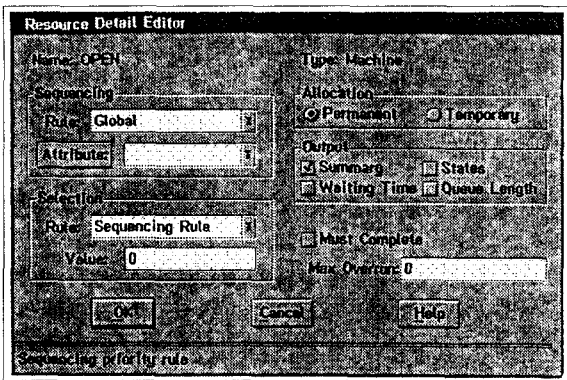 Resource Detail Editor
Name: OPEN
Type: Machine
Sequencing
Rule: Global
Attribute:
Allocation
Permanent
Temporary
Output
Summary
States
Waiting Time
Queue Length
Selection
Rule: Sequencing Rule
Value: 0
Must Complete
Max Overrun: 0
OK
Cancel
Help
Sequencing priority rule